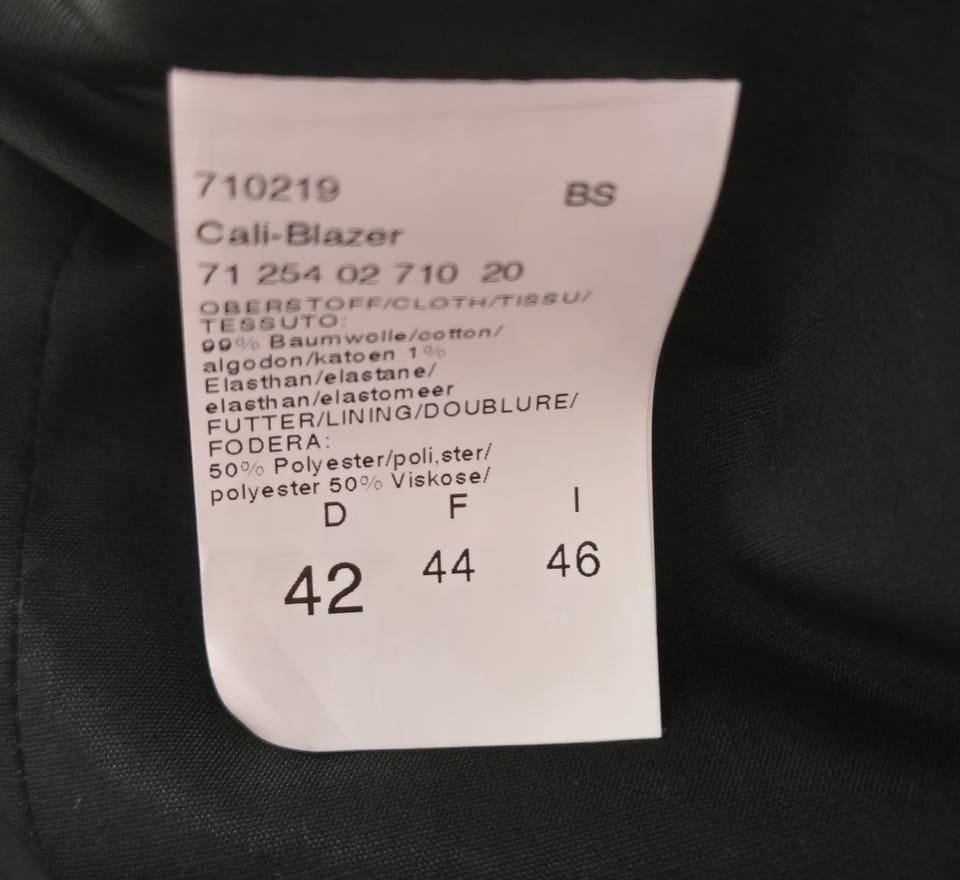 710219 BS
Cali-Blazer
71 254 02 710 20
OBERSTOFF/CLOTH/TISSU/
TESSUTO:
99% Baumwolle/cotton/
algodon/katoen 1%
Elasthan/elastane/
elasthan/elastomeer
FUTTER/LINING/DOUBLURE/
FODERA:
50% Polyester/poli,ster/
polyester 50% Viskose/
D F I
42 44 46